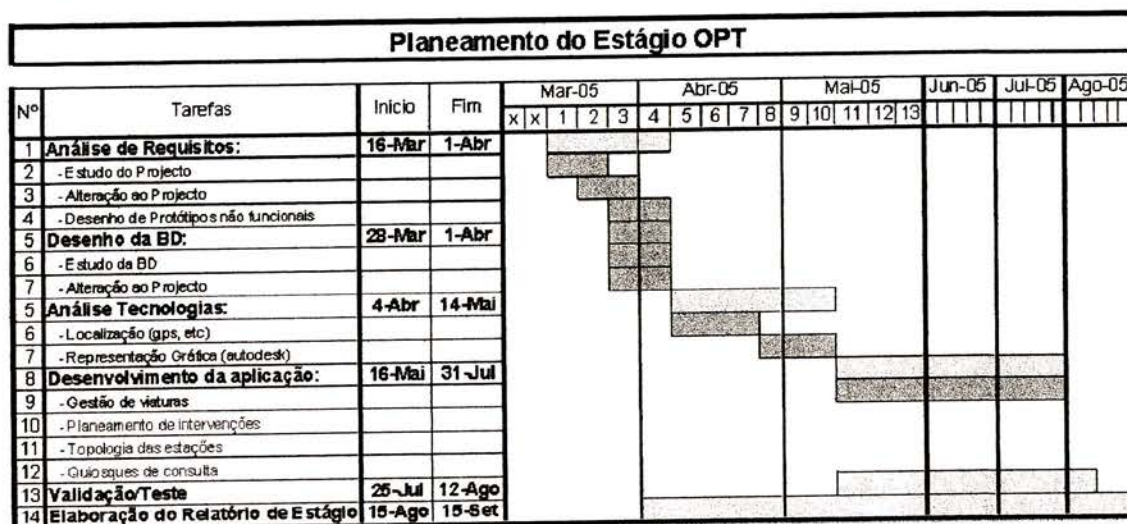 Planeamento do Estágio OPT
Nº Tarefas Inicio Fim Mar-05 Abr-05 Mai-05 Jun-05 Jul-05 Ago-05
x x 1 2 3 4 5 6 7 8 9 10 11 12 13
1 Análise de Requisitos: 16-Mar 1-Abr
2 - Estudo do Projecto
3 - Alteração ao Projecto
4 - Desenho de Protótipos não funcionais
5 Desenho da BD: 28-Mar 1-Abr
6 - Estudo da BD
7 - Alteração ao Projecto
5 Análise Tecnologias: 4-Abr 14-Mai
6 - Localização (gps, etc)
7 - Representação Gráfica (autodesk)
8 Desenvolvimento da aplicação: 16-Mai 31-Jul
9 - Gestão de viaturas
10 - Planeamento de intervenções
11 - Topologia das estações
12 - Quiosques de consulta
13 Validação/Teste 25-Jul 12-Ago
14 Elaboração do Relatório de Estágio 15-Ago 15-Set